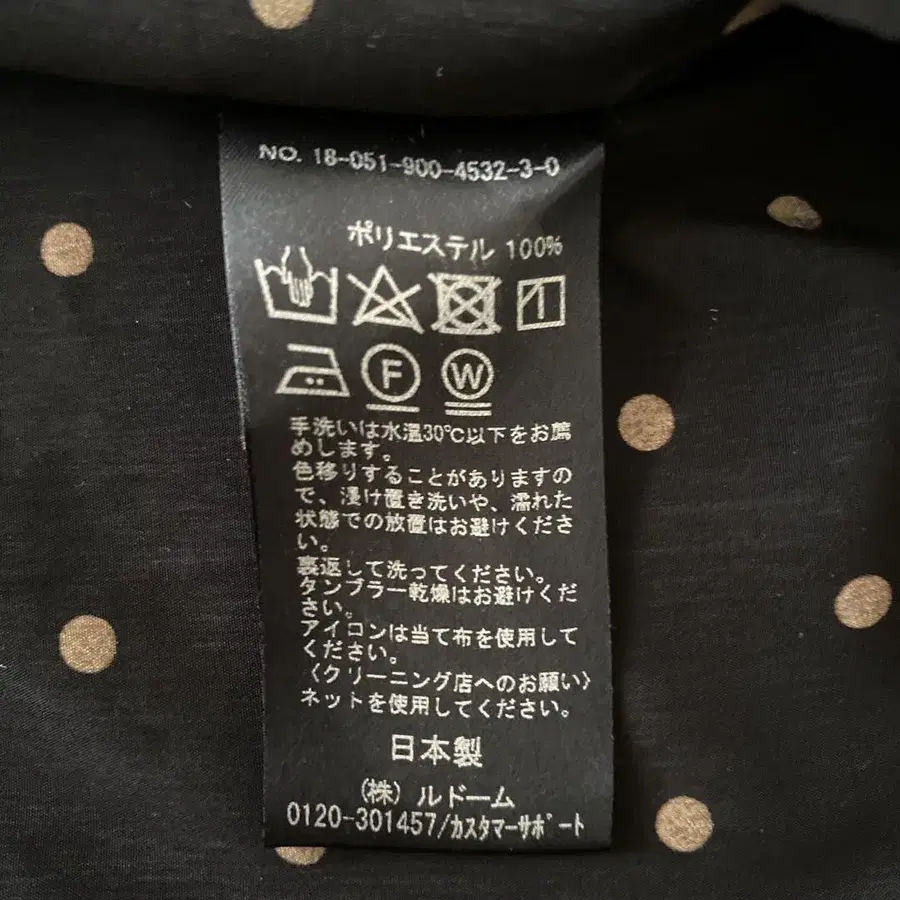 NO. 18-051-900-4532-3-0
ポリエステル 100%
F W
手洗いは水温30℃以下をお薦
めします。
色移りすることがありますの
で、浸け置き洗いや、濡れた
状態での放置はお避けくださ
い。
裏返して洗ってください。
タンブラー乾燥はお避けくだ
さい。
アイロンは当て布を使用して
ください。
〈クリーニング店へのお願い〉
ネットを使用してください。
日本製
(株) ルドーム
0120-301457/カスタマーサポート